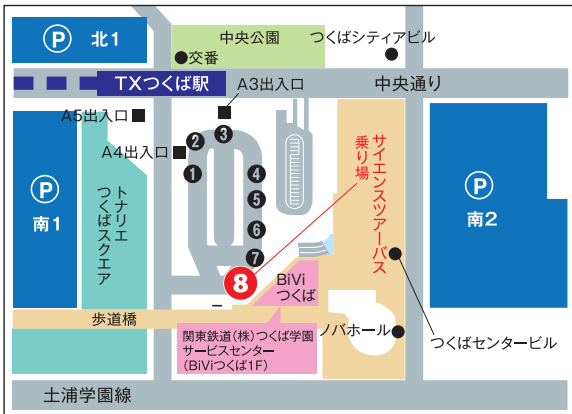 P 北1
中央公園
交番
つくばシティアビル
TXつくば駅
A3出入口
中央通り
A5出入口
A4出入口
P
南1
トナリエ
つくばスクエア
1
2
3
4
5
6
7
8
サイエンスツアーバス
乗り場
P
南2
BiVi
つくば
歩道橋
関東鉄道(株)つくば学園
サービスセンター
(BiViつくば1F)
ノバホール
つくばセンタービル
土浦学園線